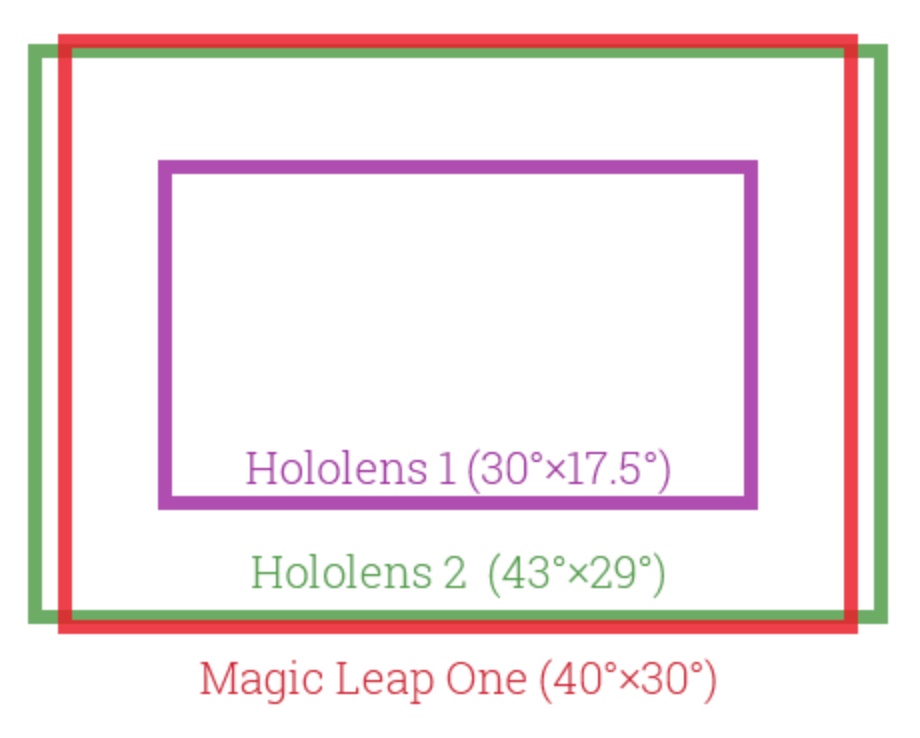 Hololens 1 (30°×17.5°)
Hololens 2 (43°×29°)
Magic Leap One (40°×30°)